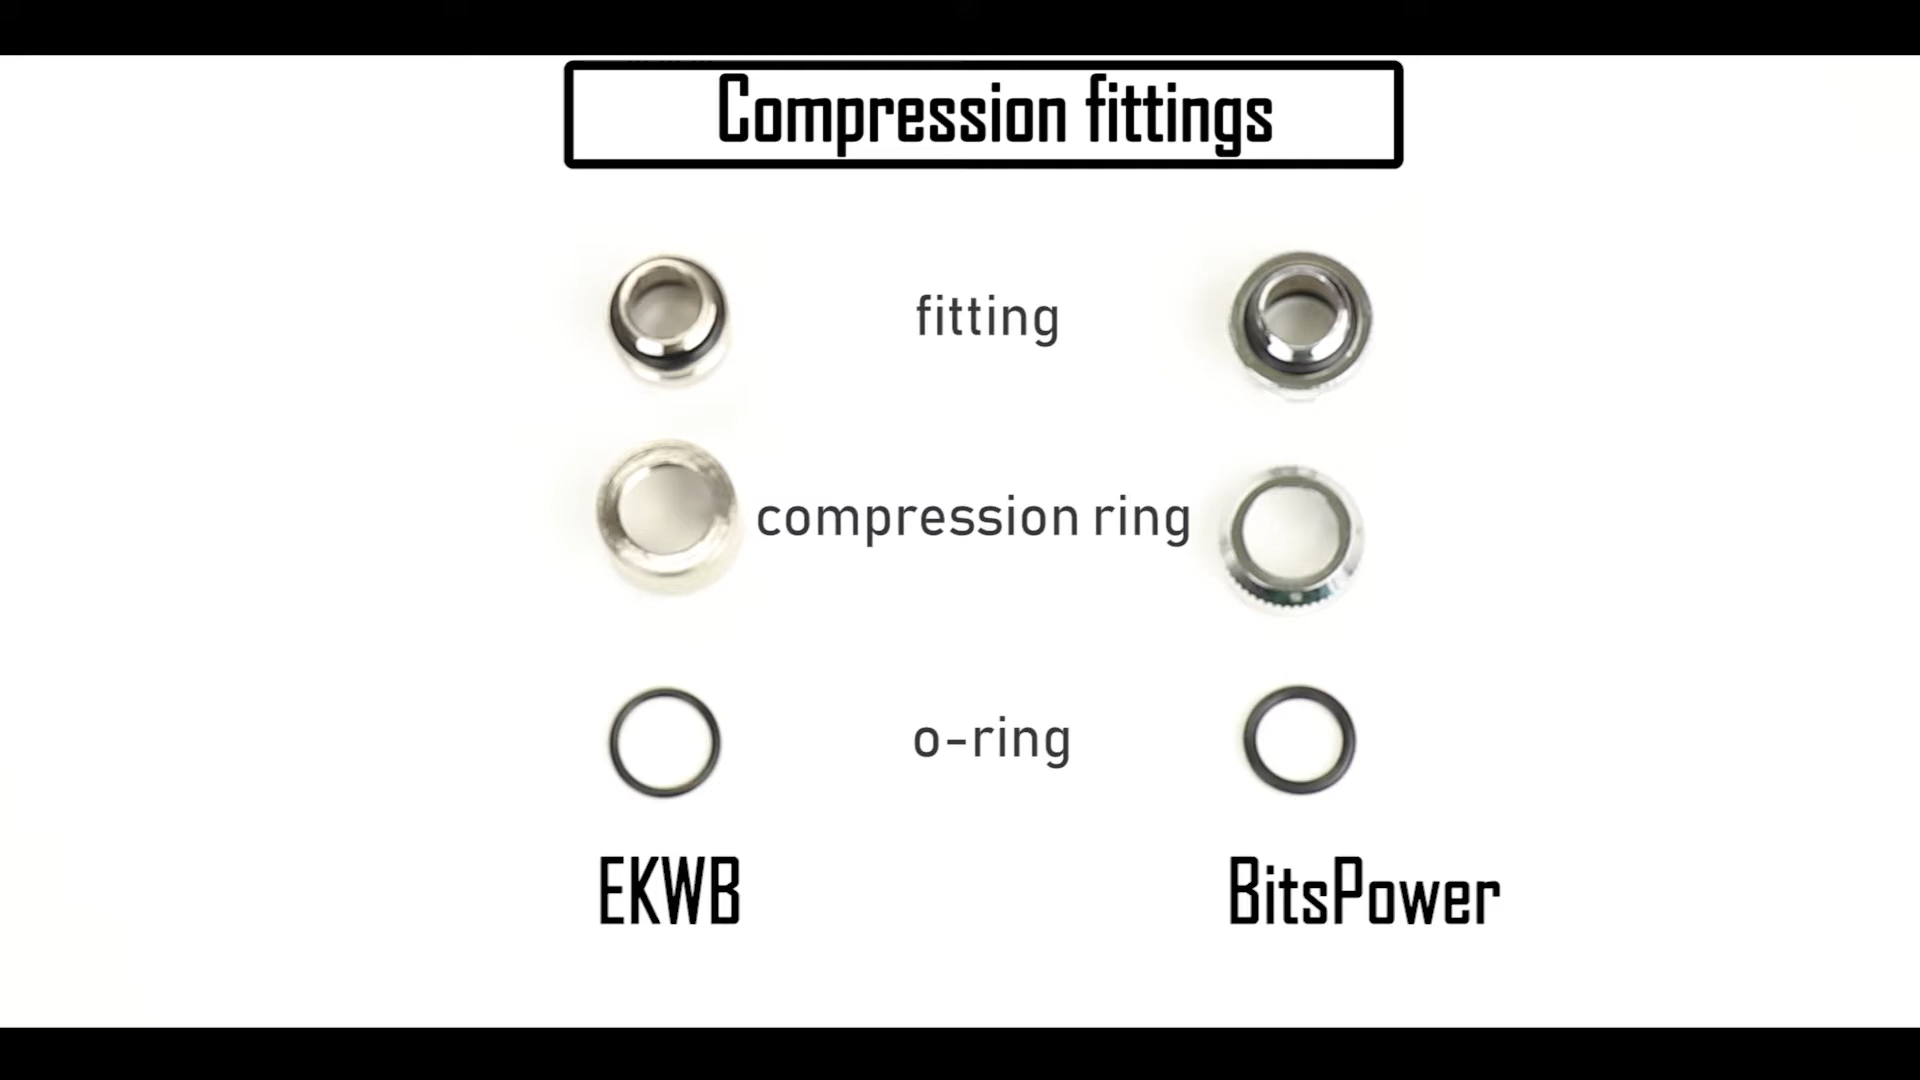 Compression fittings
fitting
compression ring
o-ring
EKWB
BitsPower